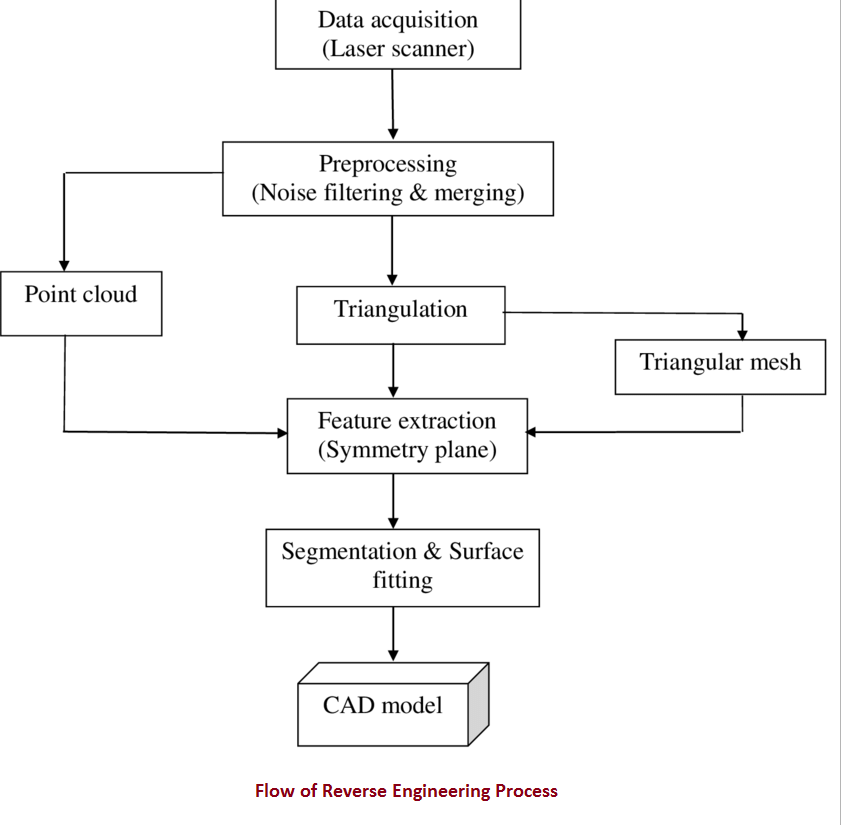 Data acquisition
(Laser scanner)
Preprocessing
(Noise filtering & merging)
Point cloud
Triangulation
Triangular mesh
Feature extraction
(Symmetry plane)
Segmentation & Surface
fitting
CAD model
Flow of Reverse Engineering Process